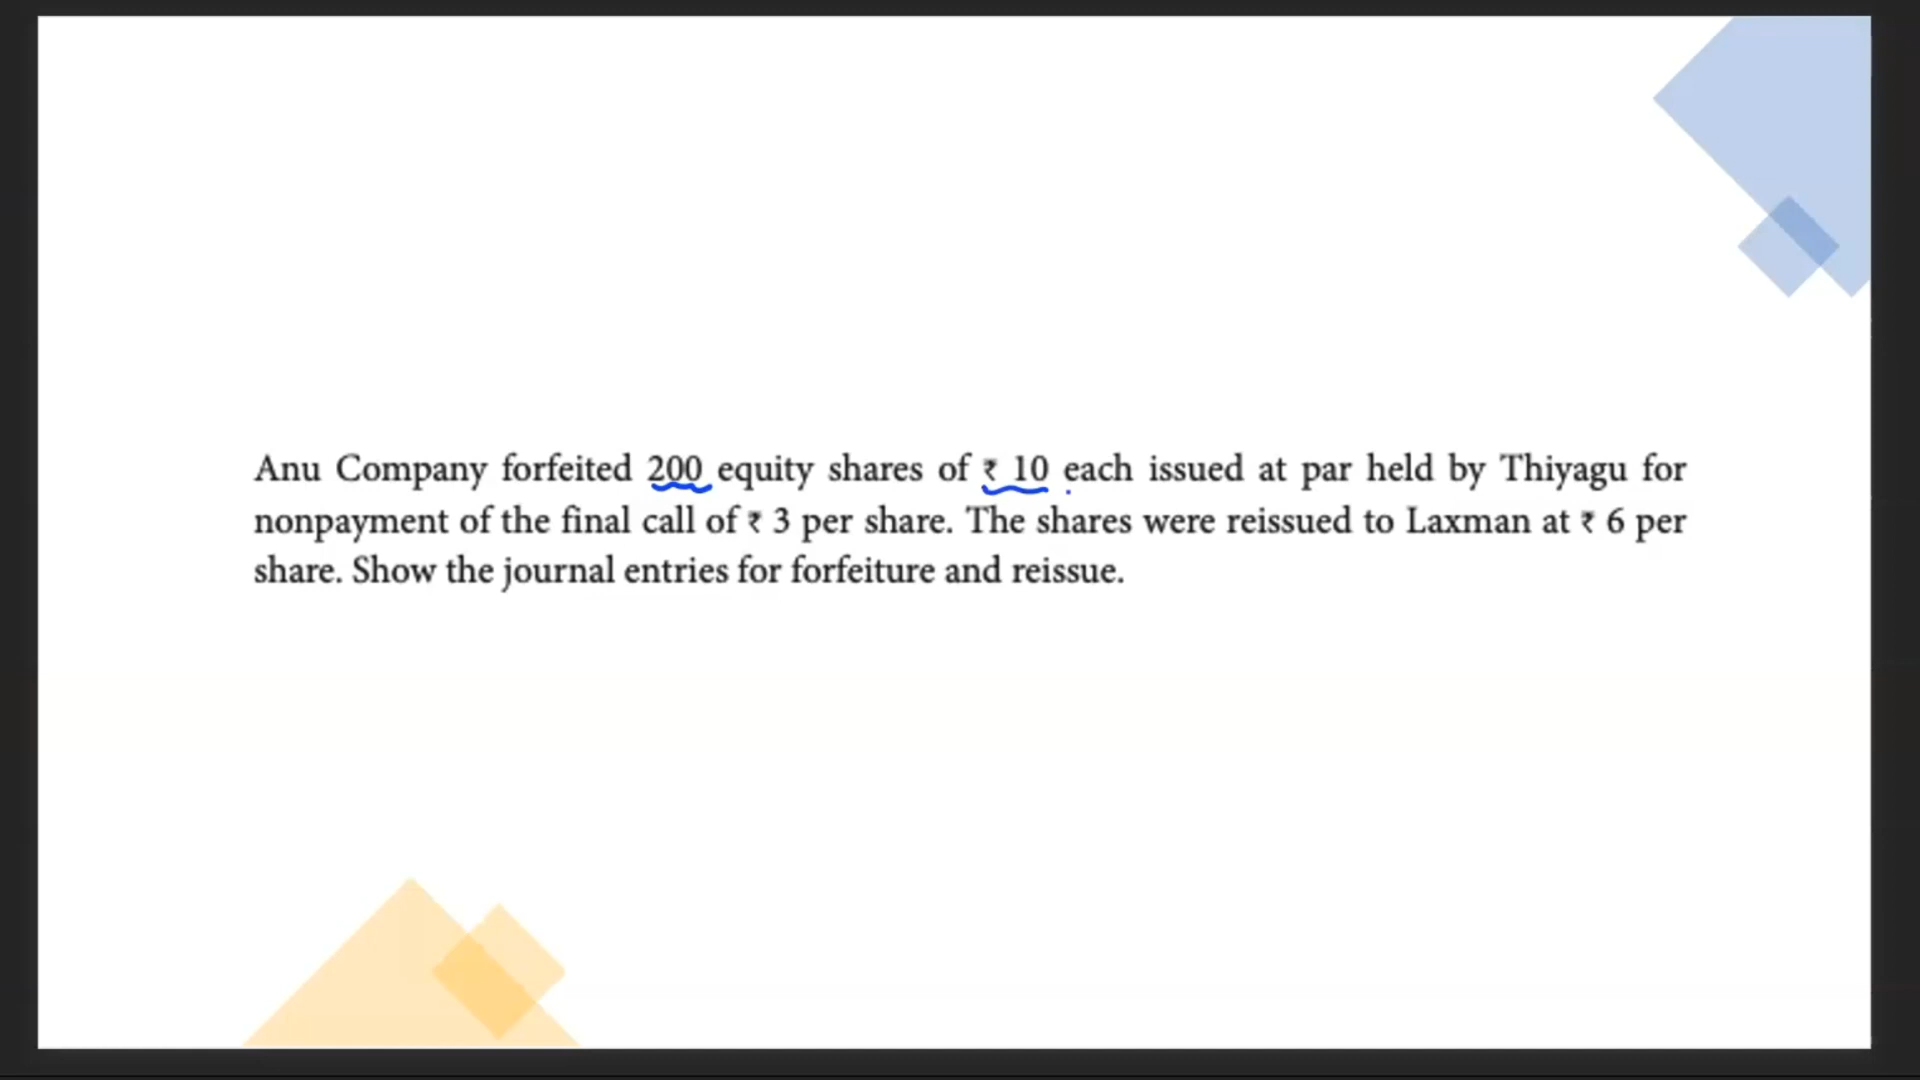 Anu Company forfeited 200 equity shares of ₹ 10 each issued at par held by Thiyagu for
nonpayment of the final call of ₹ 3 per share. The shares were reissued to Laxman at ₹ 6 per
share. Show the journal entries for forfeiture and reissue.